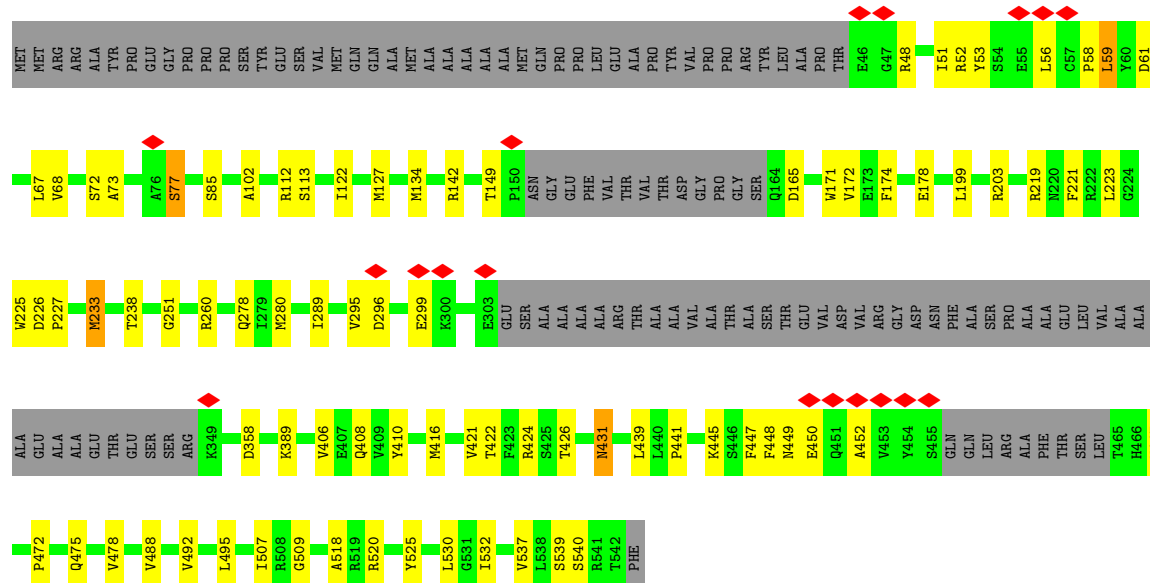 MET MET ARG ARG ALA TYR PRO GLU GLY PRO PRO PRO SER TYR GLU SER VAL MET GLN GLN ALA MET ALA ALA ALA ALA ALA MET GLN PRO PRO LEU GLU ALA PRO TYR VAL PRO PRO ARG TYR LEU ALA PRO THR E46 G47 R48 I51 R52 Y53 S54 E55 L56 C57 P58 L59 Y60 D61
L67 V68 S72 A73 A76 S77 S85 A102 R112 S113 I122 M127 M134 R142 T149 P150 ASN GLY GLU PHE VAL THR VAL THR ASP GLY PRO GLY SER Q164 D165 W171 V172 E173 F174 E178 L199 R203 R219 N220 F221 R222 L223 G224
W225 D226 P227 M233 T238 G251 R260 Q278 I279 M280 I289 V295 D296 E299 K300 E303 GLU SER ALA ALA ALA ALA ARG THR ALA ALA VAL ALA THR ALA SER THR GLU VAL ASP VAL ARG GLY ASP ASN PHE ALA SER PRO ALA ALA GLU LEU VAL ALA ALA
ALA GLU ALA ALA GLU THR GLU SER SER ARG K349 D358 K389 V406 E407 Q408 V409 Y410 M416 V421 T422 F423 R424 S425 T426 N431 L439 L440 P441 K445 S446 F447 F448 N449 E450 Q451 A452 V453 Y454 S455 GLN GLN LEU ARG ALA PHE THR SER LEU T465 H466
P472 Q475 V478 V488 V492 L495 I507 R508 G509 A518 R519 R520 Y525 L530 G531 I532 V537 L538 S539 S540 R541 T542 PHE